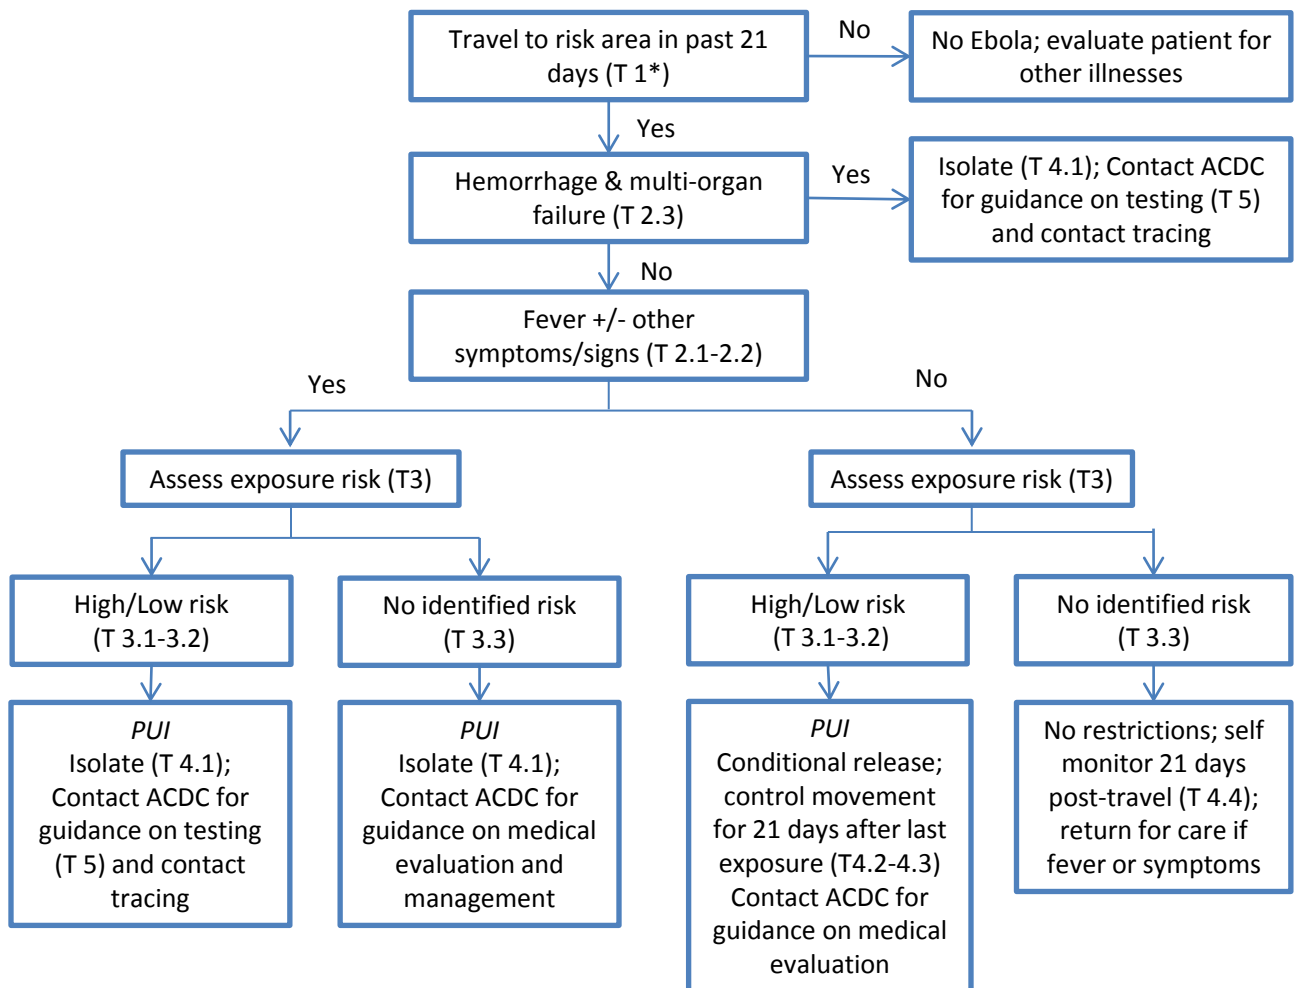 Travel to risk area in past 21
days (T 1*)
No
No Ebola; evaluate patient for
other illnesses
Yes
Hemorrhage & multi-organ
failure (T 2.3)
Yes
Isolate (T 4.1); Contact ACDC
for guidance on testing (T 5)
and contact tracing
No
Fever +/- other
symptoms/signs (T 2.1-2.2)
Yes
No
Assess exposure risk (T3)
Assess exposure risk (T3)
High/Low risk
(T 3.1-3.2)
No identified risk
(T 3.3)
High/Low risk
(T 3.1-3.2)
No identified risk
(T 3.3)
PUI
Isolate (T 4.1);
Contact ACDC for
guidance on testing
(T 5) and contact
tracing
PUI
Isolate (T 4.1);
Contact ACDC for
guidance on medical
evaluation and
management
PUI
Conditional release;
control movement
for 21 days after last
exposure (T4.2-4.3)
Contact ACDC for
guidance on medical
evaluation
No restrictions; self
monitor 21 days
post-travel (T 4.4);
return for care if
fever or symptoms